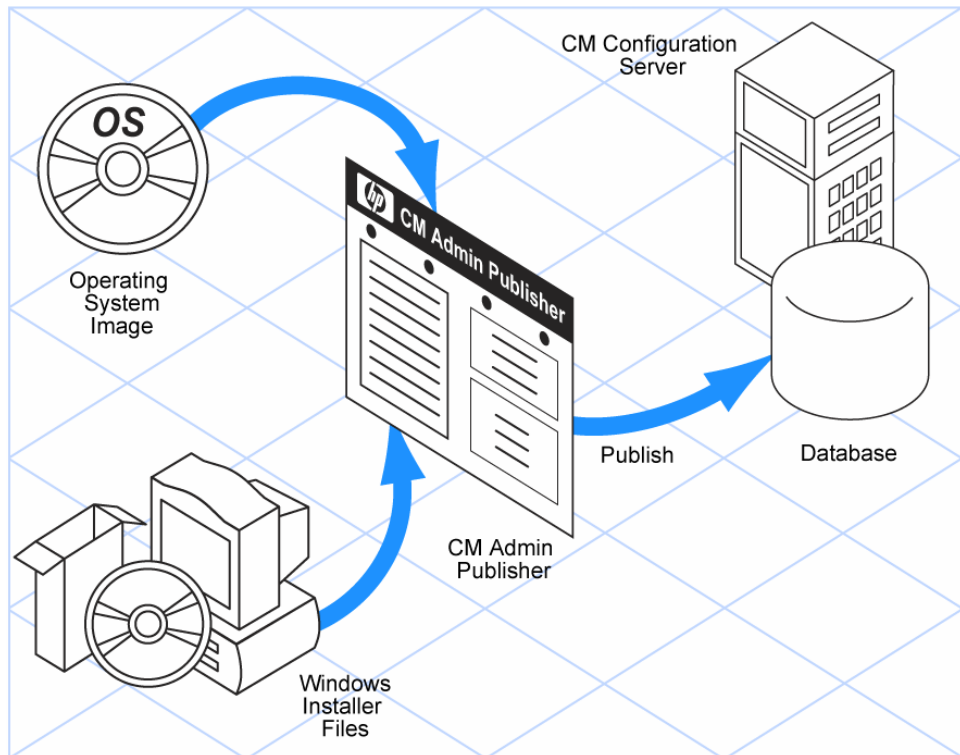 CM Configuration
Server
OS
hp CM Admin Publisher
Operating
System
Image
Publish
Database
CM Admin
Publisher
Windows
Installer
Files